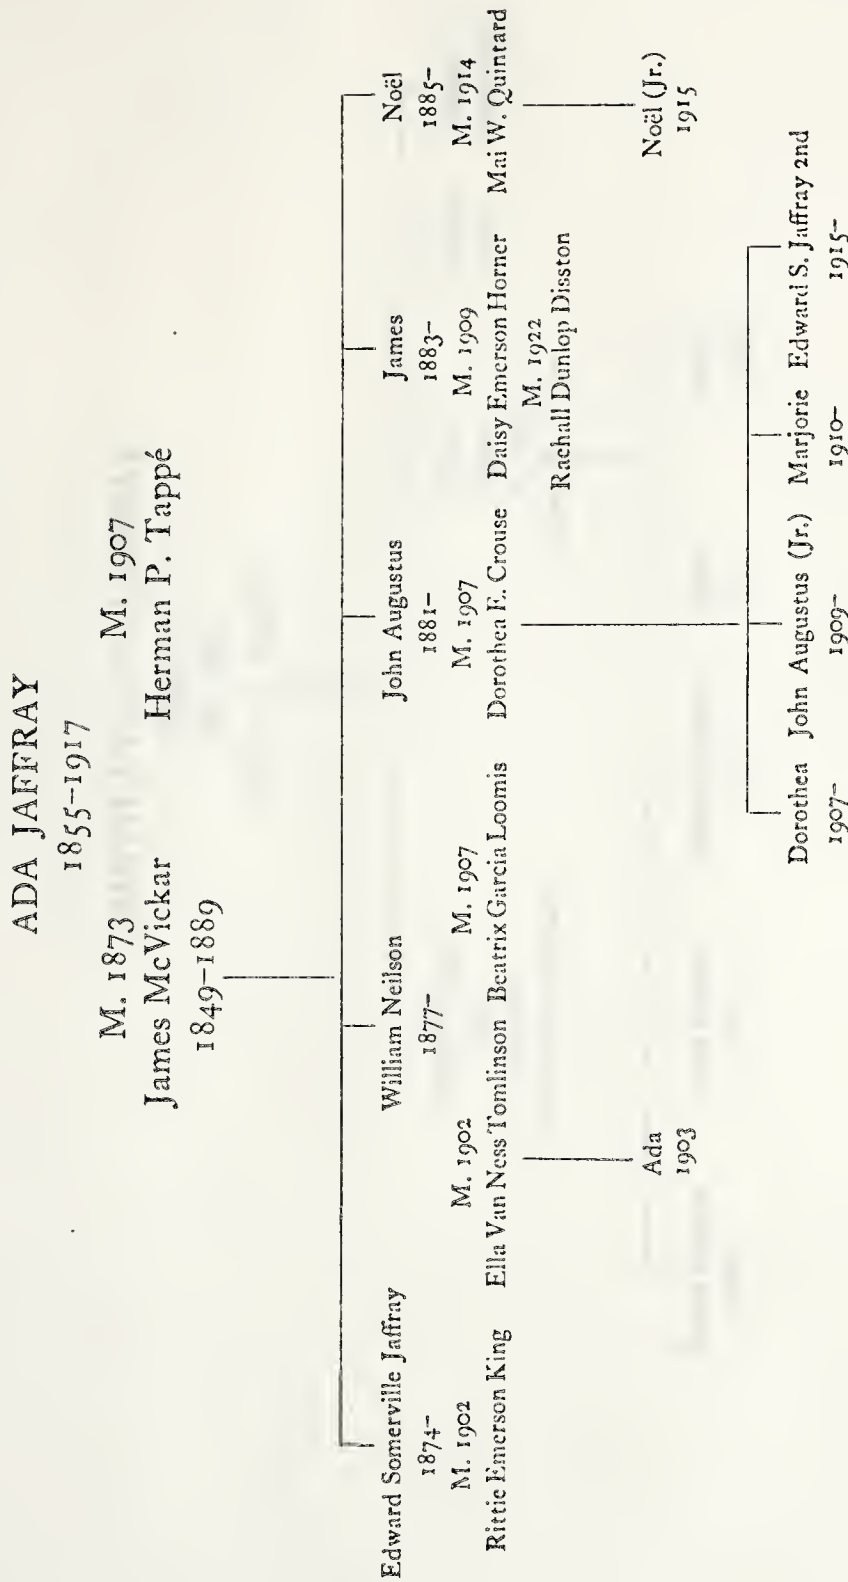 ADA JAFFRAY
1855–1917
M. 1873 M. 1907
James McVickar Herman P. Tappé
1849–1889
Edward Somerville Jaffray William Neilson John Augustus James Noël
1874– 1877– 1881– 1883– 1885–
M. 1902 M. 1902 M. 1907 M. 1907 M. 1909 M. 1914
Rittie Emerson King Ella Van Ness Tomlinson Beatrix Garcia Loomis Dorothea E. Crouse Daisy Emerson Horner Mai W. Quintard
M. 1922
Rachall Dunlop Disston
Ada Noël (Jr.)
1903 1915
Dorothea John Augustus (Jr.) Marjorie Edward S. Jaffray 2nd
1907– 1909– 1910– 1915–